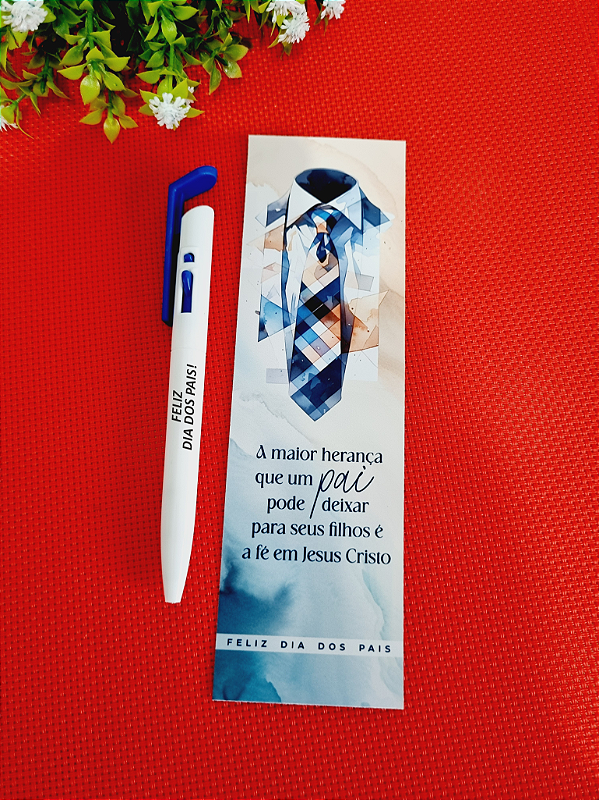 FELIZ
DIA DOS PAIS!
A maior herança
que um pai
pode deixar
para seus filhos é
a fé em Jesus Cristo
FELIZ DIA DOS PAIS